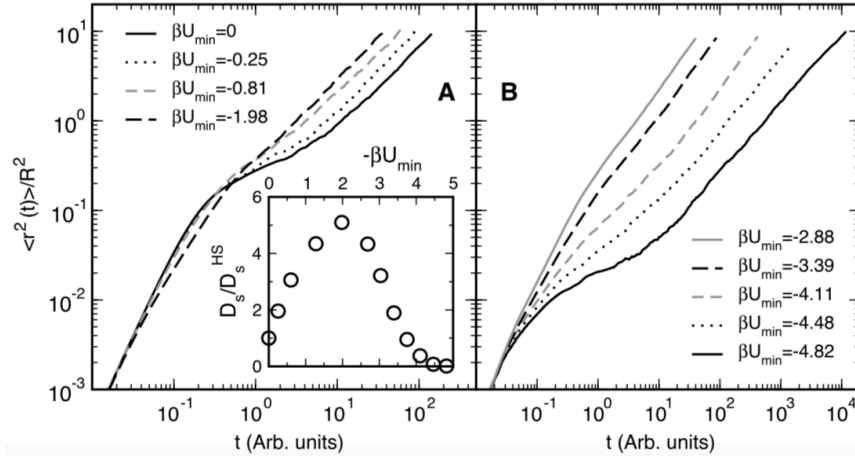 10^1
10^0
10^-1
10^-2
10^-3
<r^2(t)>/R^2
βU_min=0
βU_min=-0.25
βU_min=-0.81
βU_min=-1.98
A
-βU_min
0 1 2 3 4 5
6
4
2
0
D_s/D_s^HS
10^-1 10^0 10^1 10^2
t (Arb. units)
B
βU_min=-2.88
βU_min=-3.39
βU_min=-4.11
βU_min=-4.48
βU_min=-4.82
10^-1 10^0 10^1 10^2 10^3 10^4
t (Arb. units)